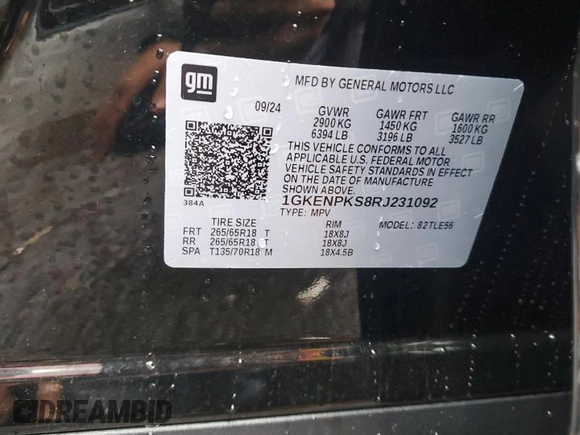 gm
MFD BY GENERAL MOTORS LLC
09/24 GVWR GAWR FRT GAWR RR
2900 KG 1450 KG 1600 KG
6394 LB 3196 LB 3527 LB
THIS VEHICLE CONFORMS TO ALL
APPLICABLE U.S. FEDERAL MOTOR
VEHICLE SAFETY STANDARDS IN EFFECT
ON THE DATE OF MANUFACTURE
SHOWN ABOVE.
384A 1GKENPKS8RJ231092
TYPE: MPV MODEL: 82TLE56
TIRE SIZE RIM
FRT 265/65R18 T 18X8J
RR 265/65R18 T 18X8J
SPA T135/70R18 M 18X4.5B
DREAMBID